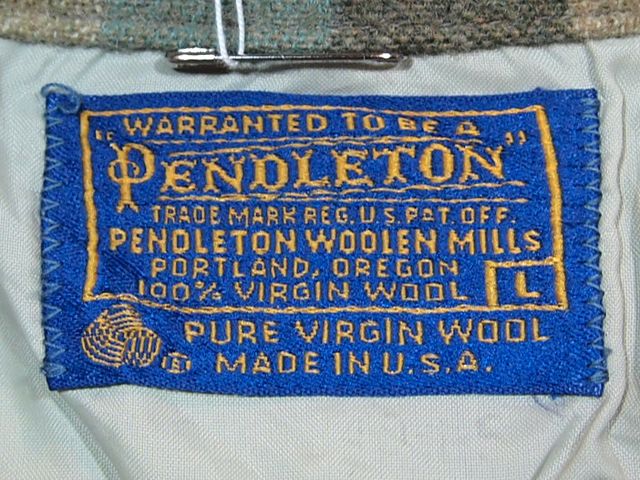 "WARRANTED TO BE A
PENDLETON"
TRADE MARK REG. U.S. PAT. OFF.
PENDLETON WOOLEN MILLS
PORTLAND, OREGON
100% VIRGIN WOOL L
PURE VIRGIN WOOL
MADE IN U.S.A.